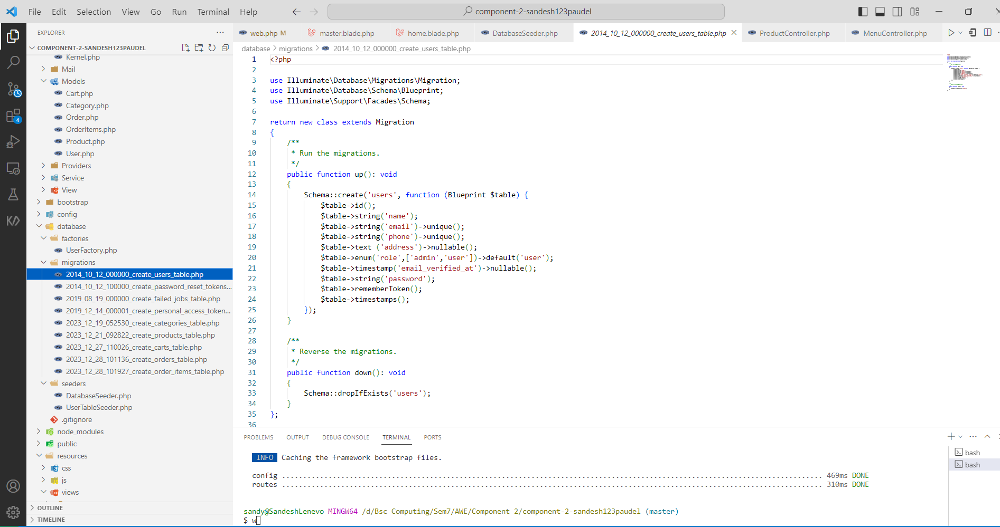 File Edit Selection View Go Run Terminal Help
component-2-sandesh123paudel
EXPLORER
COMPONENT-2-SANDESH123PAUDEL
Kernel.php
Mail
Models
Cart.php
Category.php
Order.php
OrderItems.php
Product.php
User.php
Providers
Service
View
bootstrap
config
database
factories
UserFactory.php
migrations
2014_10_12_000000_create_users_table.php
2014_10_12_100000_create_password_reset_tokens...
2019_08_19_000000_create_failed_jobs_table.php
2019_12_14_000001_create_personal_access_token...
2023_12_19_052530_create_categories_table.php
2023_12_21_092822_create_products_table.php
2023_12_27_110026_create_carts_table.php
2023_12_28_101136_create_orders_table.php
2023_12_28_101927_create_order_items_table.php
seeders
DatabaseSeeder.php
UserTableSeeder.php
.gitignore
node_modules
public
resources
css
js
views
OUTLINE
TIMELINE
4
web.php M
master.blade.php
home.blade.php
DatabaseSeeder.php
2014_10_12_000000_create_users_table.php
ProductController.php
MenuController.php
database > migrations > 2014_10_12_000000_create_users_table.php
1 <?php
2
3 use Illuminate\Database\Migrations\Migration;
4 use Illuminate\Database\Schema\Blueprint;
5 use Illuminate\Support\Facades\Schema;
6
7 return new class extends Migration
8 {
9 /**
10 * Run the migrations.
11 */
12 public function up(): void
13 {
14 Schema::create('users', function (Blueprint $table) {
15 $table->id();
16 $table->string('name');
17 $table->string('email')->unique();
18 $table->string('phone')->unique();
19 $table->text ('address')->nullable();
20 $table->enum('role',['admin','user'])->default('user');
21 $table->timestamp('email_verified_at')->nullable();
22 $table->string('password');
23 $table->rememberToken();
24 $table->timestamps();
25 });
26 }
27
28 /**
29 * Reverse the migrations.
30 */
31 public function down(): void
32 {
33 Schema::dropIfExists('users');
34 }
35 };
36
PROBLEMS OUTPUT DEBUG CONSOLE TERMINAL PORTS
INFO Caching the framework bootstrap files.
config ........ 469ms DONE
routes ........ 310ms DONE
sandy@SandeshLenevo MINGW64 /d/Bsc Computing/Sem7/AWE/Component 2/component-2-sandesh123paudel (master)
$ w
bash
bash